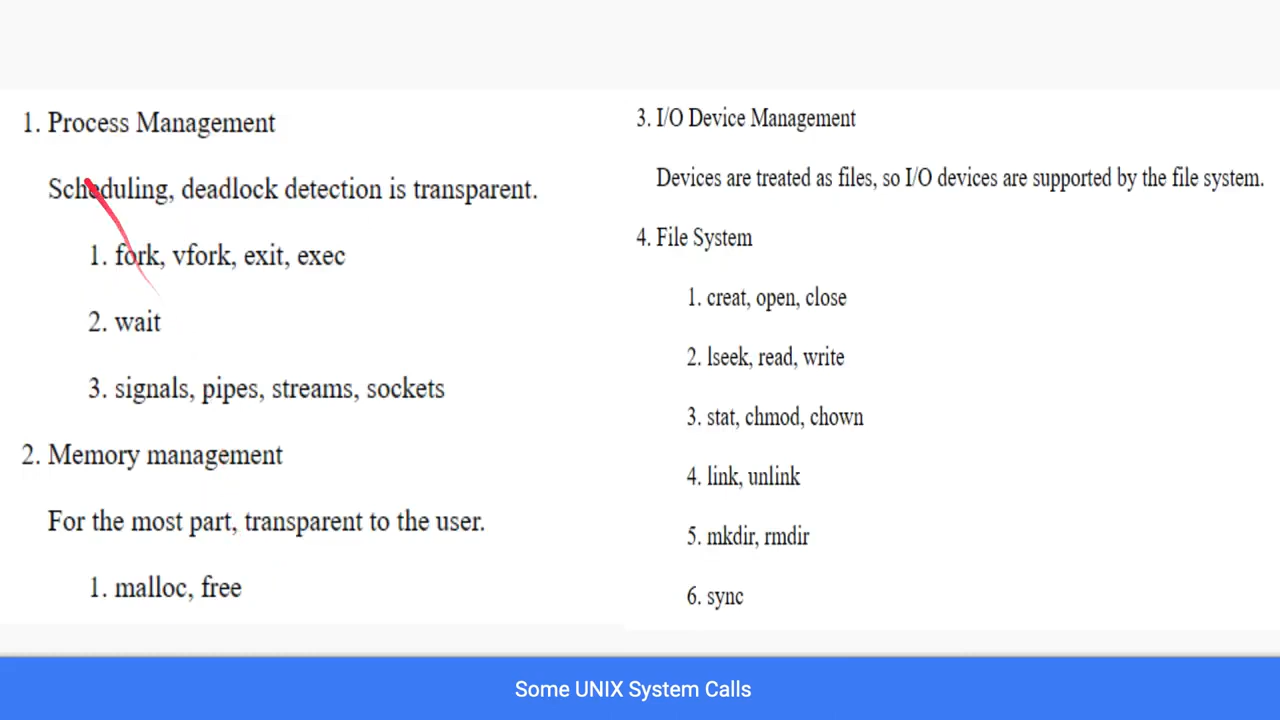 1. Process Management
Scheduling, deadlock detection is transparent.
1. fork, vfork, exit, exec
2. wait
3. signals, pipes, streams, sockets
2. Memory management
For the most part, transparent to the user.
1. malloc, free
3. I/O Device Management
Devices are treated as files, so I/O devices are supported by the file system.
4. File System
1. creat, open, close
2. lseek, read, write
3. stat, chmod, chown
4. link, unlink
5. mkdir, rmdir
6. sync
Some UNIX System Calls